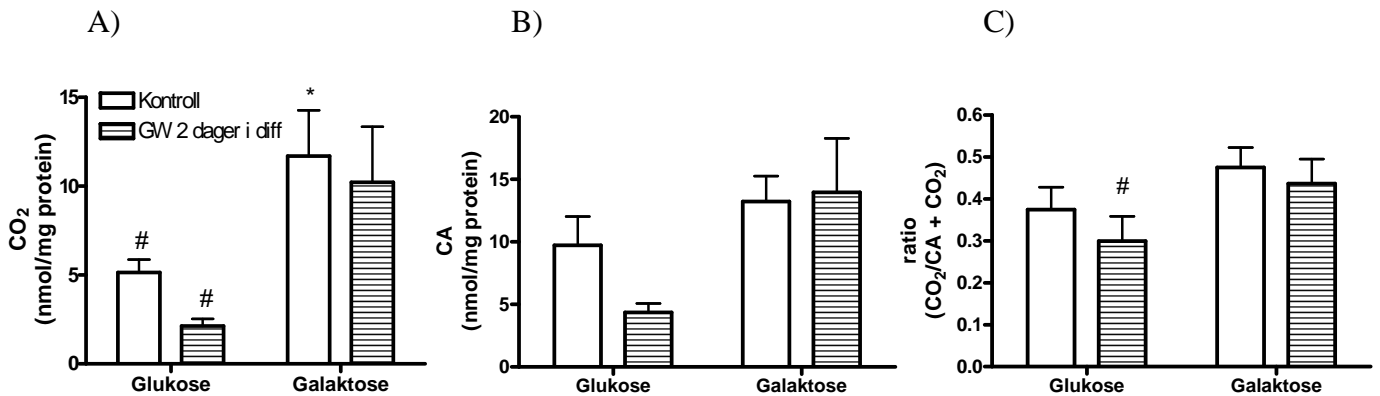 A)
B)
C)
Kontroll
GW 2 dager i diff
CO₂
(nmol/mg protein)
15
10
5
0
#
#
*
Glukose
Galaktose
CA
(nmol/mg protein)
20
15
10
5
0
Glukose
Galaktose
ratio
(CO₂/CA + CO₂)
0.6
0.5
0.4
0.3
0.2
0.1
0.0
#
Glukose
Galaktose